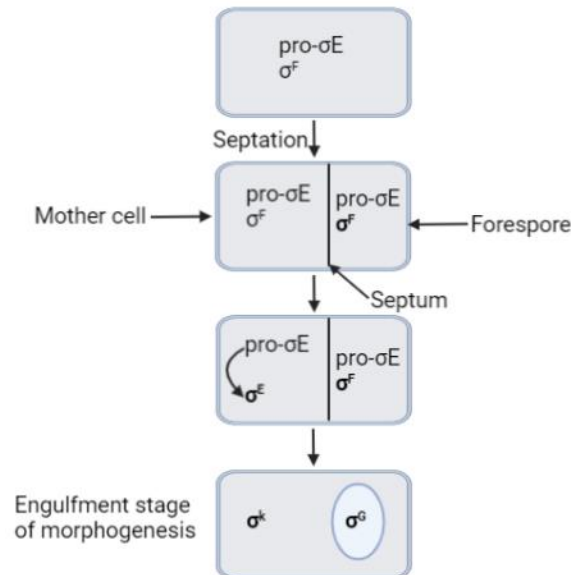 pro-σE
σᶠ
Septation
Mother cell
pro-σE
σᶠ
pro-σE
σᶠ
Forespore
Septum
pro-σE
σᴱ
pro-σE
σᶠ
Engulfment stage
of morphogenesis
σᵏ
σᴳ